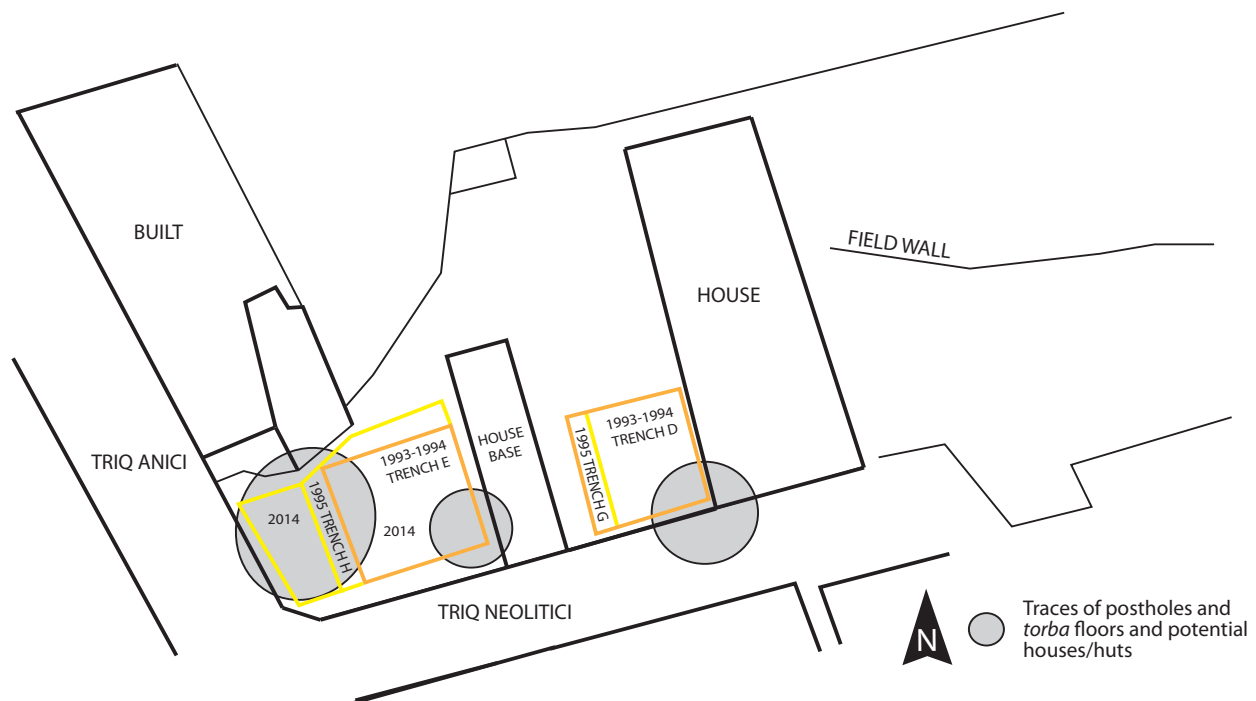 BUILT
FIELD WALL
HOUSE
1993-1994
TRENCH D
1995 TRENCH G
HOUSE
BASE
1993-1994
TRENCH E
TRIQ ANICI
1995 TRENCH H
2014
2014
TRIQ NEOLITICI
N
Traces of postholes and
torba floors and potential
houses/huts